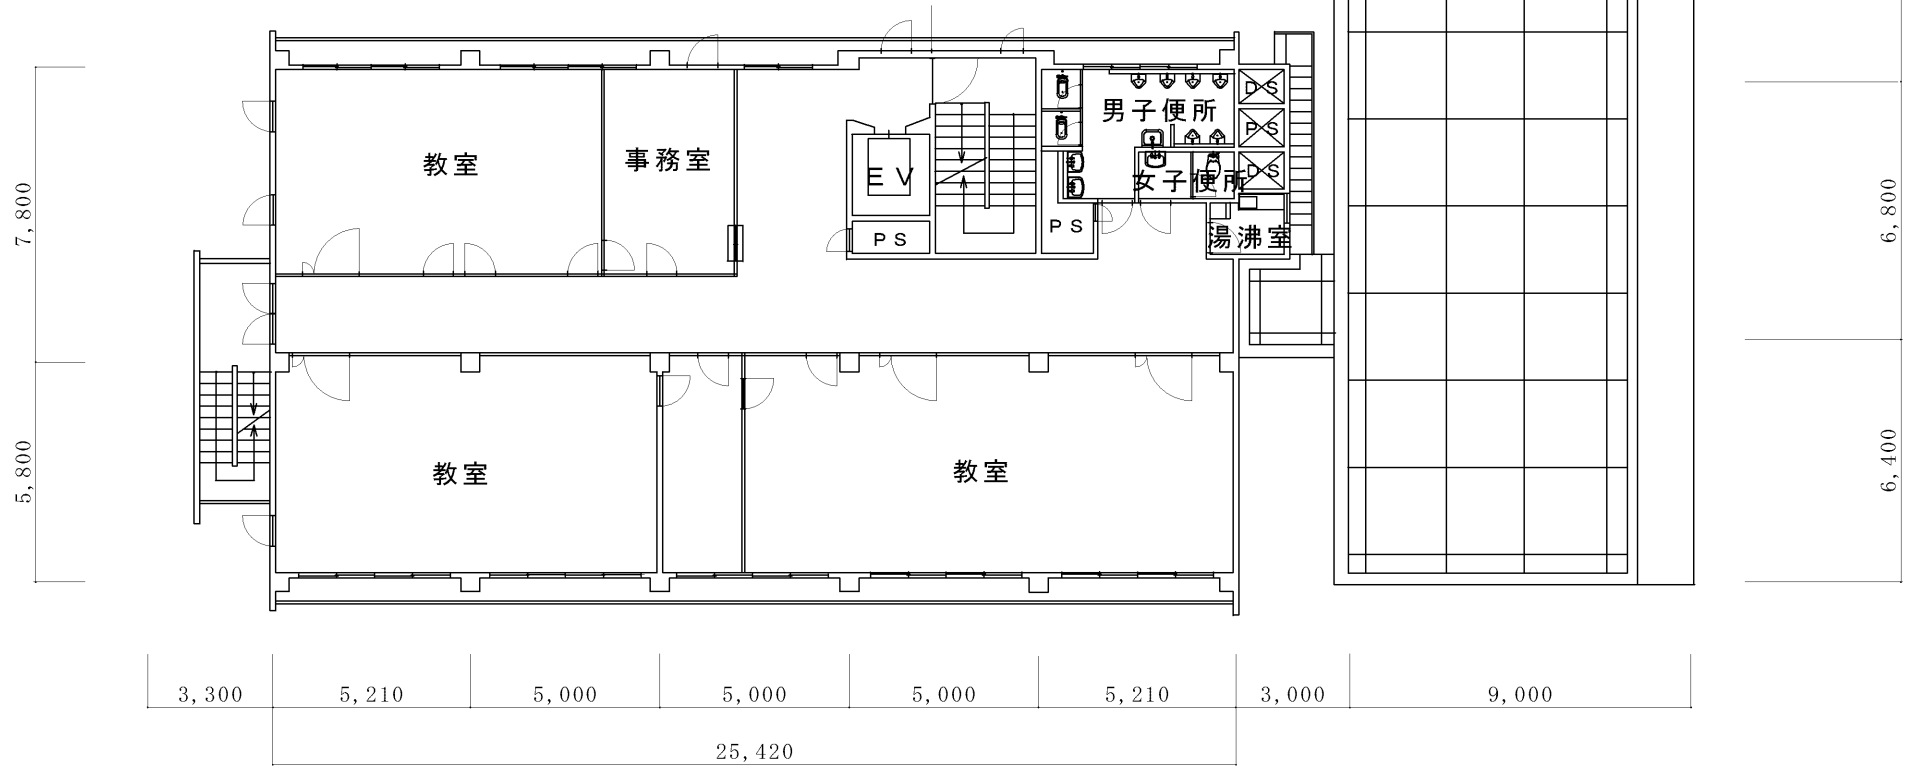 DS
男子便所
PS
教室
事務室
EV
DS
女子便所
PS
PS
湯沸室
7,800
6,800
5,800
6,400
教室
教室
3,300
5,210
5,000
5,000
5,000
5,210
3,000
9,000
25,420